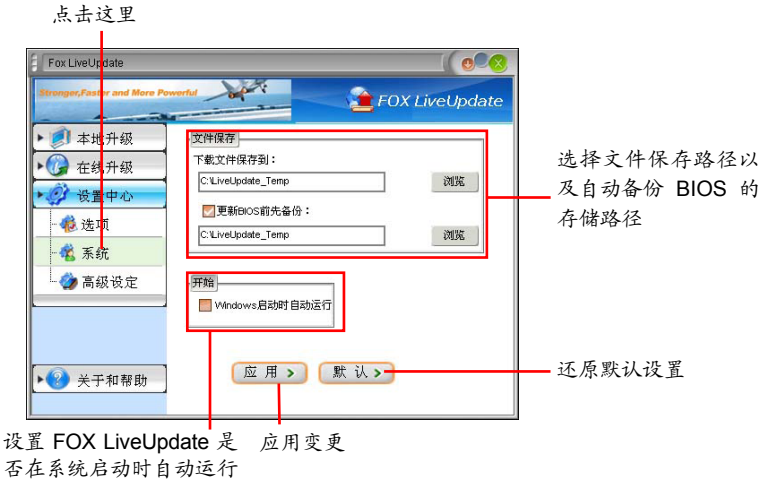 点击这里
Fox LiveUpdate
Stronger,Faster and More Powerful
FOX LiveUpdate
本地升级
在线升级
设置中心
选项
系统
高级设定
关于和帮助
文件保存
下载文件保存到：
C:\LiveUpdate_Temp
浏览
更新BIOS前先备份：
C:\LiveUpdate_Temp
浏览
开始
Windows启动时自动运行
应 用
默 认
选择文件保存路径以
及自动备份 BIOS 的
存储路径
还原默认设置
设置 FOX LiveUpdate 是
否在系统启动时自动运行
应用变更